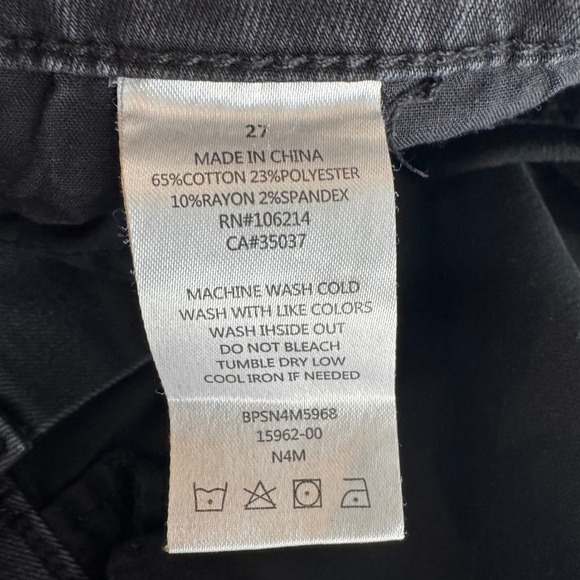 27
MADE IN CHINA
65%COTTON 23%POLYESTER
10%RAYON 2%SPANDEX
RN#106214
CA#35037
MACHINE WASH COLD
WASH WITH LIKE COLORS
WASH IHSIDE OUT
DO NOT BLEACH
TUMBLE DRY LOW
COOL IRON IF NEEDED
BPSN4M5968
15962-00
N4M